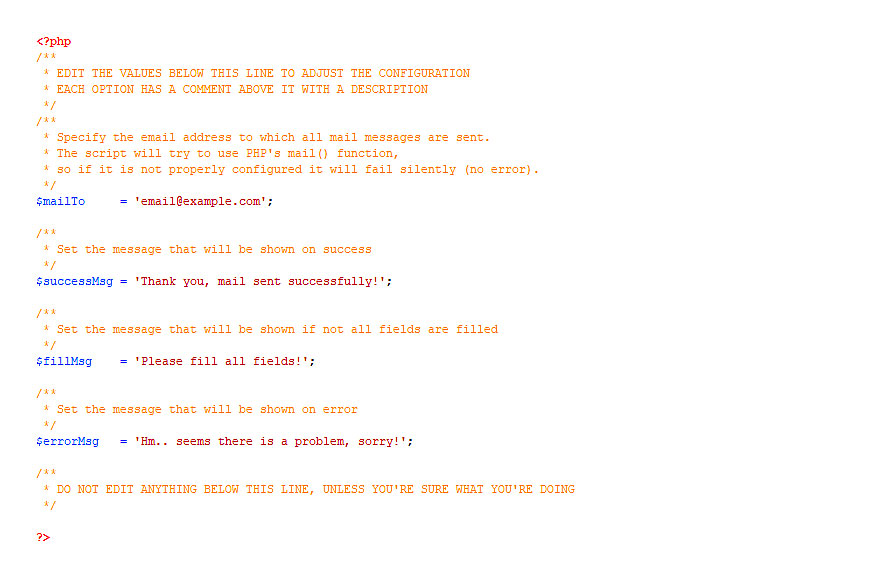 <?php
/**
 * EDIT THE VALUES BELOW THIS LINE TO ADJUST THE CONFIGURATION
 * EACH OPTION HAS A COMMENT ABOVE IT WITH A DESCRIPTION
 */
/**
 * Specify the email address to which all mail messages are sent.
 * The script will try to use PHP's mail() function,
 * so if it is not properly configured it will fail silently (no error).
 */
$mailTo     = 'email@example.com';

/**
 * Set the message that will be shown on success
 */
$successMsg = 'Thank you, mail sent successfully!';

/**
 * Set the message that will be shown if not all fields are filled
 */
$fillMsg    = 'Please fill all fields!';

/**
 * Set the message that will be shown on error
 */
$errorMsg   = 'Hm.. seems there is a problem, sorry!';

/**
 * DO NOT EDIT ANYTHING BELOW THIS LINE, UNLESS YOU'RE SURE WHAT YOU'RE DOING
 */

?>